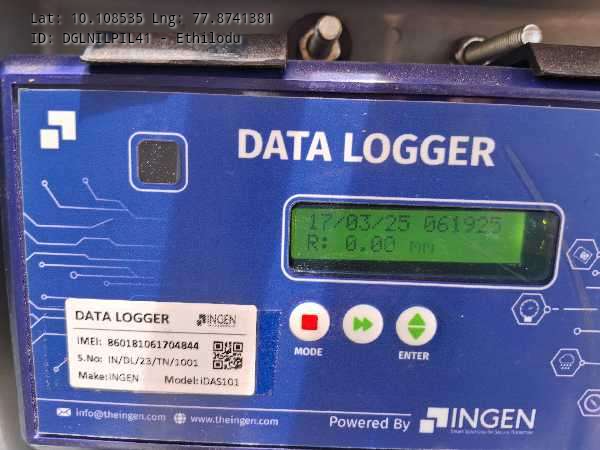 Lat: 10.108535 Lng: 77.8741381
ID: DGLNILPIL41 - Ethilodu
DATA LOGGER
17/03/25 061925
R: 0.00 MM
DATA LOGGER INGEN
IMEI: 860181061704844
S.No: IN/DL/23/TN/1001
Make:INGEN Model:iDAS101
MODE
ENTER
info@theingen.com www.theingen.com
Powered By INGEN